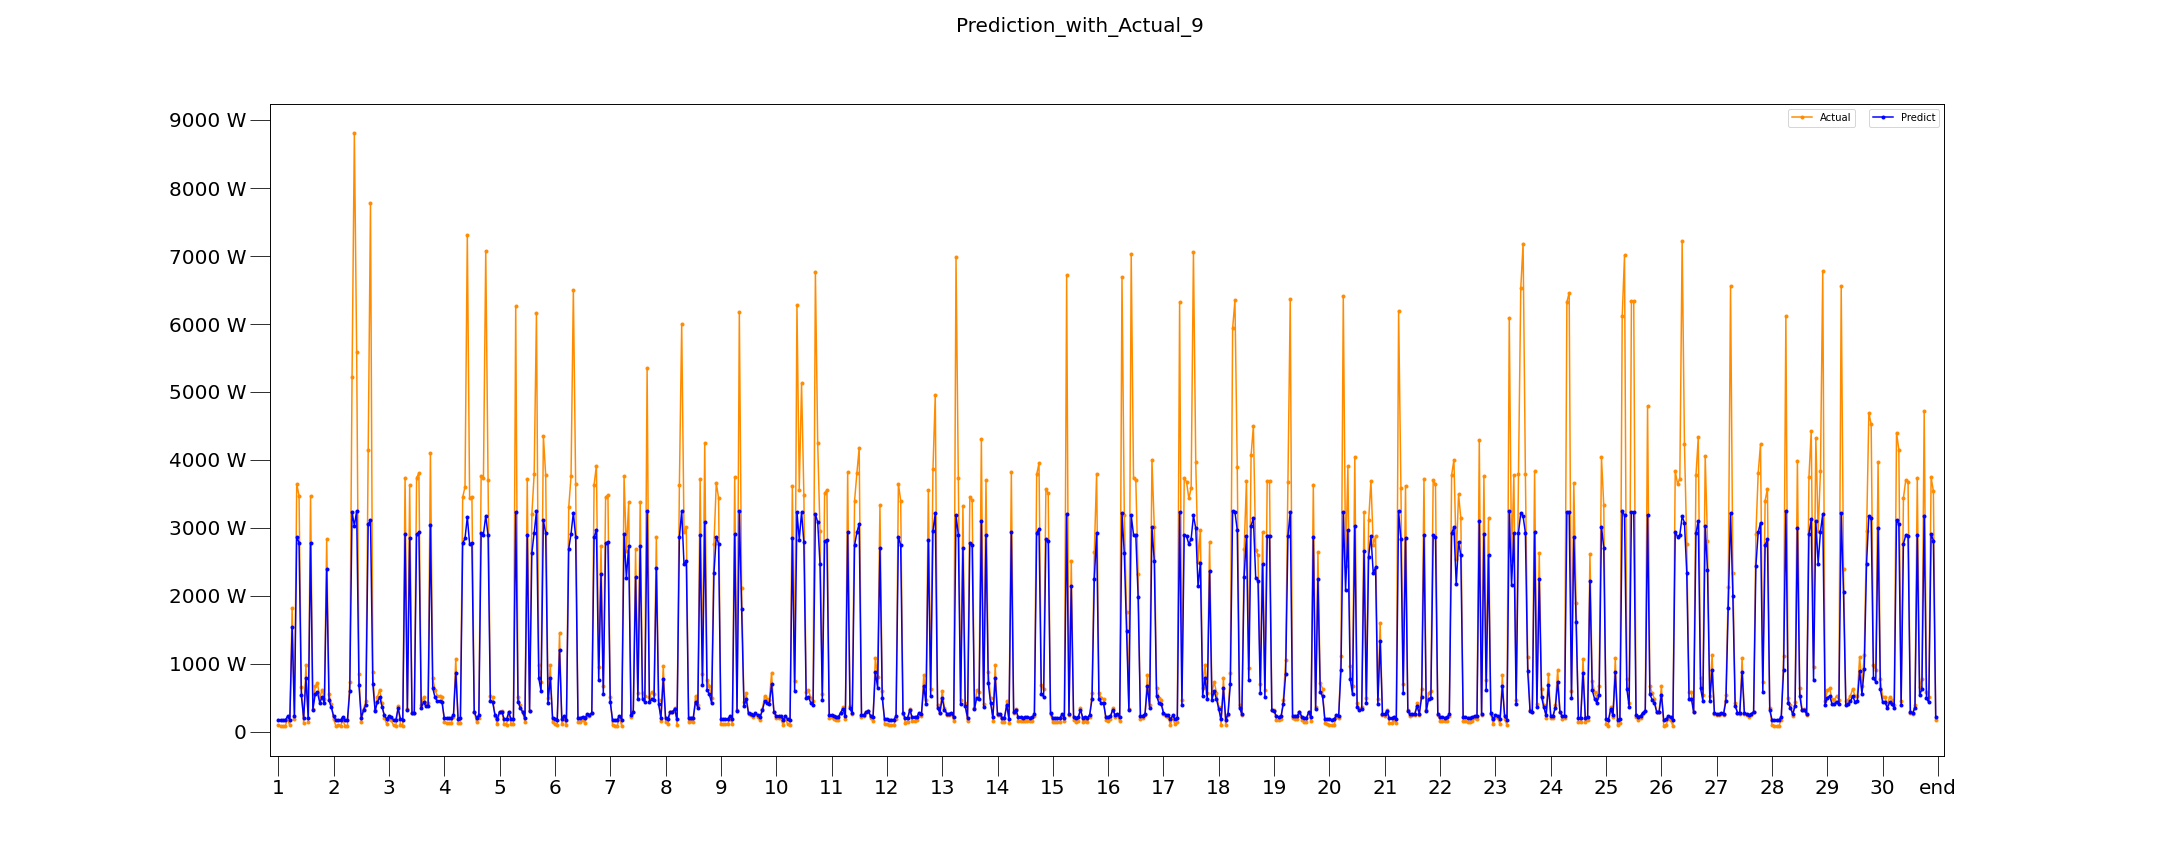 Prediction_with_Actual_9
Actual Predict
9000 W
8000 W
7000 W
6000 W
5000 W
4000 W
3000 W
2000 W
1000 W
0
1 2 3 4 5 6 7 8 9 10 11 12 13 14 15 16 17 18 19 20 21 22 23 24 25 26 27 28 29 30 end